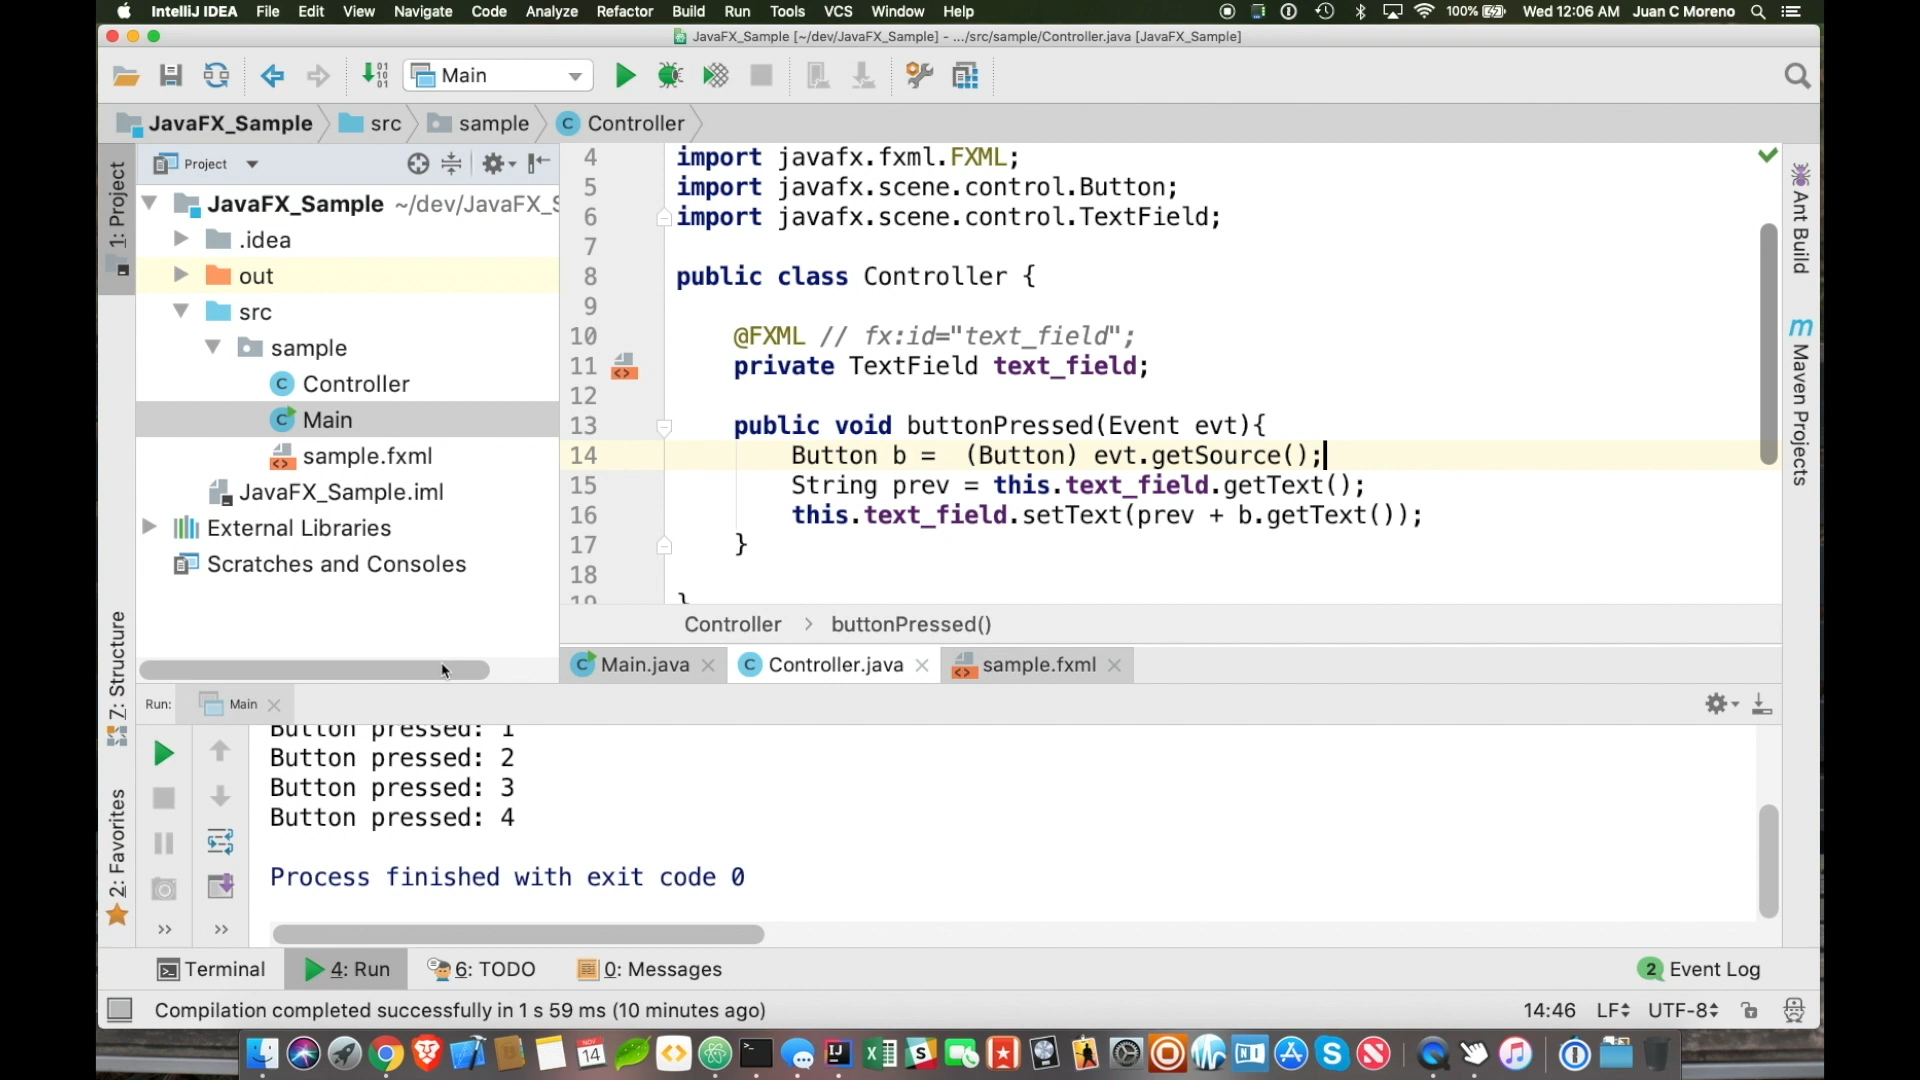 IntelliJ IDEA File Edit View Navigate Code Analyze Refactor Build Run Tools VCS Window Help 100% Wed 12:06 AM Juan C Moreno
JavaFX_Sample [~/dev/JavaFX_Sample] - .../src/sample/Controller.java [JavaFX_Sample]
Main
JavaFX_Sample src sample Controller
1: Project
Project
JavaFX_Sample ~/dev/JavaFX_S
.idea
out
src
sample
Controller
Main
sample.fxml
JavaFX_Sample.iml
External Libraries
Scratches and Consoles
4 import javafx.fxml.FXML;
5 import javafx.scene.control.Button;
6 import javafx.scene.control.TextField;
7
8 public class Controller {
9
10 @FXML // fx:id="text_field";
11 private TextField text_field;
12
13 public void buttonPressed(Event evt){
14 Button b =  (Button) evt.getSource();
15 String prev = this.text_field.getText();
16 this.text_field.setText(prev + b.getText());
17 }
18
19 }
Controller > buttonPressed()
Main.java Controller.java sample.fxml
Ant Build
Maven Projects
Z: Structure
2: Favorites
Run: Main
Button pressed: 1
Button pressed: 2
Button pressed: 3
Button pressed: 4
Process finished with exit code 0
Terminal 4: Run 6: TODO 0: Messages 2 Event Log
Compilation completed successfully in 1 s 59 ms (10 minutes ago) 14:46 LF UTF-8
NOV
14